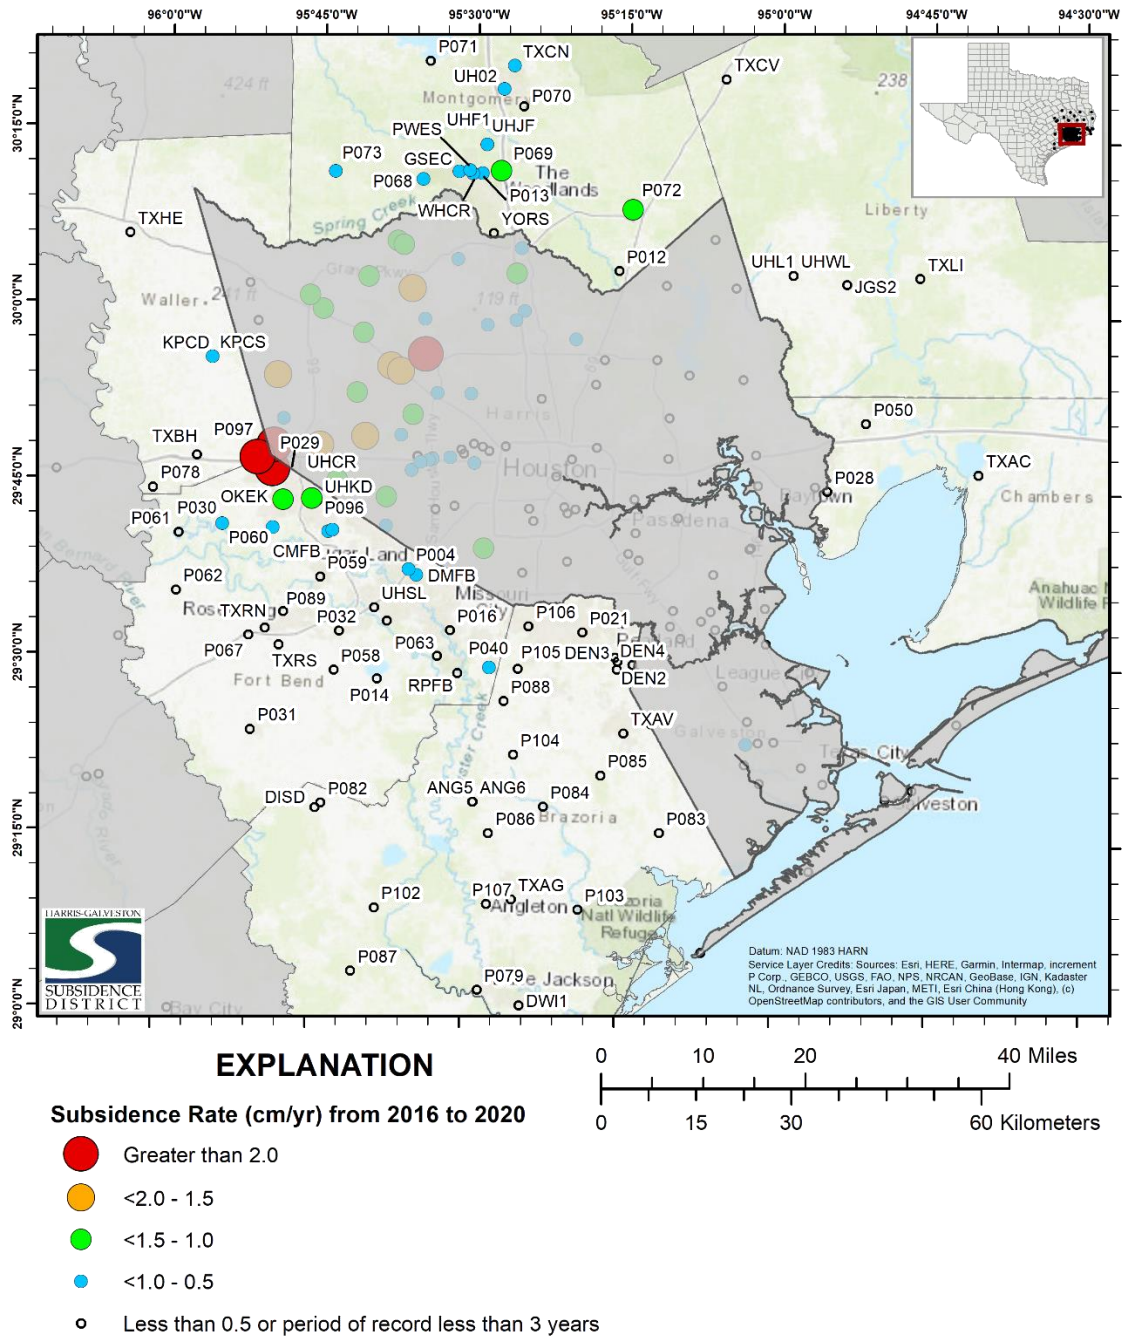 96°0'0"W 95°45'0"W 95°30'0"W 95°15'0"W 95°0'0"W 94°45'0"W 94°30'0"W
P071
TXCN
TXCV
424 ft
UH02
238
Montgomery
P070
UHF1 UHJF
PWES
30°15'0"N
P073
GSEC
P069
The
Woodlands
P068
P013
P072
WHCR
YORS
Spring Creek
Liberty
TXHE
P012
UHL1 UHWL
TXLI
JGS2
Waller
241 ft
119 ft
30°0'0"N
KPCD KPCS
Harris
P050
P097
TXBH
P029
UHCR
Houston
29°45'0"N
P078
TXAC
P028
Baytown
Chambers
OKEK
UHKD
P030
P096
P061
Pasadena
P060
CMFB
P004
P059
DMFB
Missouri
City
P062
UHSL
Anahuac
Wildlife
P089
TXRN
P016
P106
P021
P032
P067
P063
P040
P105
DEN3
DEN4
29°30'0"N
TXRS
P058
RPFB
DEN2
League City
Fort Bend
P014
P088
P031
TXAV
Galveston
Texas City
P104
P085
ANG5 ANG6
DISD
P082
P084
29°15'0"N
P086
Brazoria
P083
P102
P107
TXAG
P103
Angleton
Natl Wildlife
Refuge
HARRIS-GALVESTON
SUBSIDENCE
DISTRICT
P087
P079
Jackson
DWI1
29°0'0"N
Bay City
Datum: NAD 1983 HARN
Service Layer Credits: Sources: Esri, HERE, Garmin, Intermap, increment
P Corp., GEBCO, USGS, FAO, NPS, NRCAN, GeoBase, IGN, Kadaster
NL, Ordnance Survey, Esri Japan, METI, Esri China (Hong Kong), (c)
OpenStreetMap contributors, and the GIS User Community
EXPLANATION
0 10 20 40 Miles
0 15 30 60 Kilometers
Subsidence Rate (cm/yr) from 2016 to 2020
Greater than 2.0
<2.0 - 1.5
<1.5 - 1.0
<1.0 - 0.5
Less than 0.5 or period of record less than 3 years